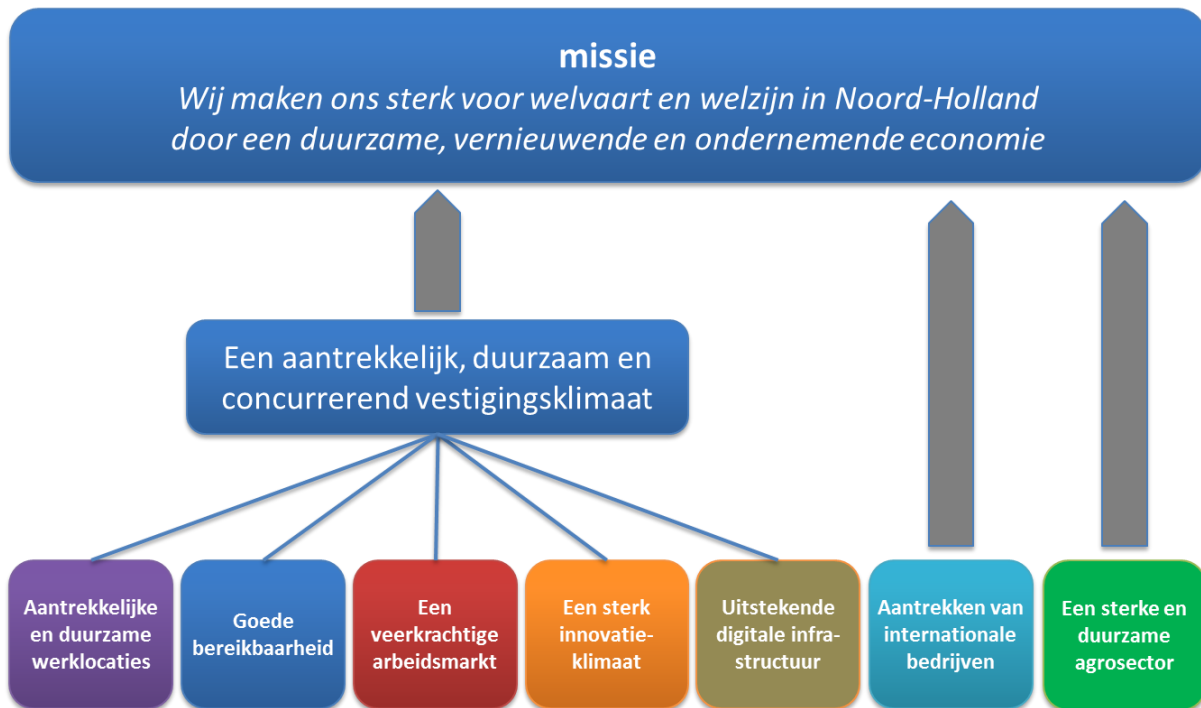 missie
Wij maken ons sterk voor welvaart en welzijn in Noord-Holland
door een duurzame, vernieuwende en ondernemende economie
Een aantrekkelijk, duurzaam en
concurrerend vestigingsklimaat
Aantrekkelijke
en duurzame
werklocaties
Goede
bereikbaarheid
Een
veerkrachtige
arbeidsmarkt
Een sterk
innovatie-
klimaat
Uitstekende
digitale infra-
structuur
Aantrekken van
internationale
bedrijven
Een sterke en
duurzame
agrosector